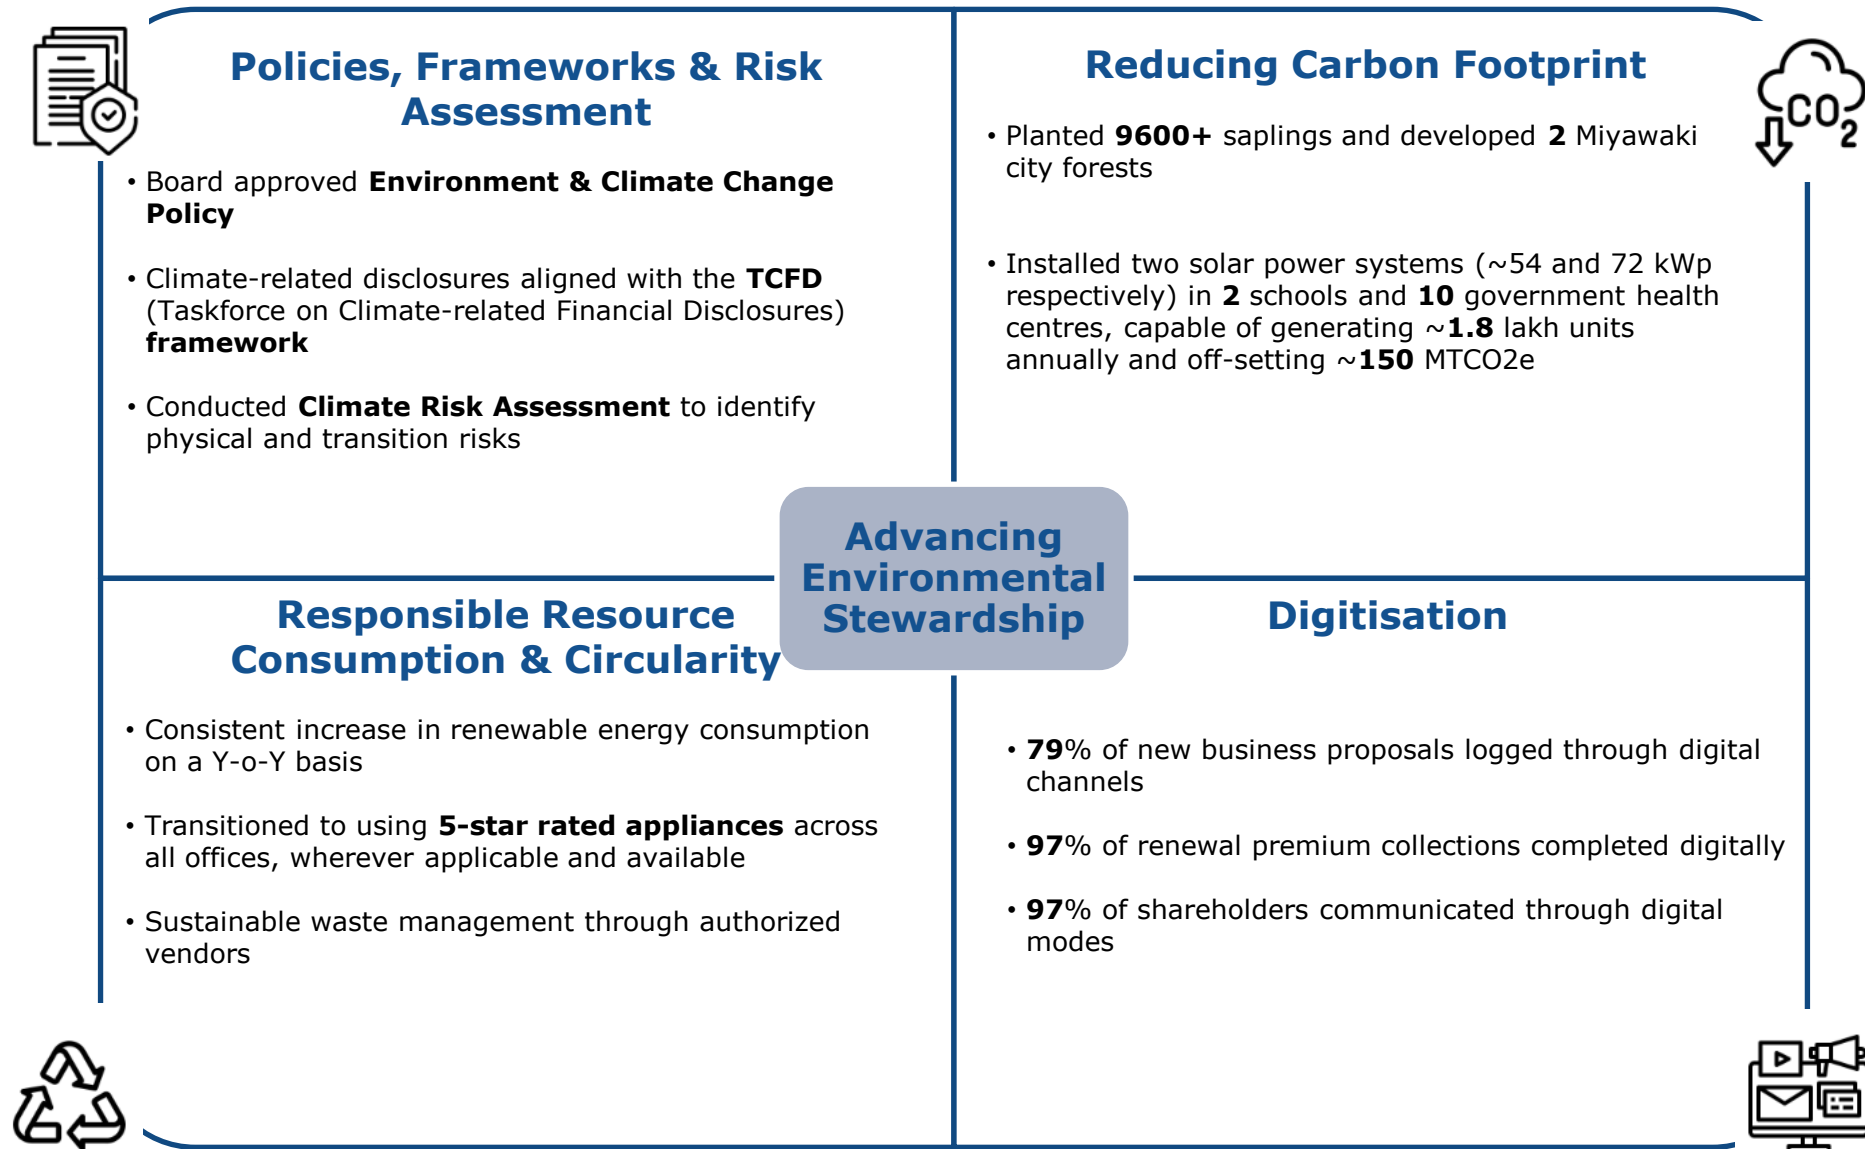 Policies, Frameworks & Risk
Assessment
• Board approved Environment & Climate Change
Policy
• Climate-related disclosures aligned with the TCFD
(Taskforce on Climate-related Financial Disclosures)
framework
• Conducted Climate Risk Assessment to identify
physical and transition risks
Reducing Carbon Footprint
• Planted 9600+ saplings and developed 2 Miyawaki
city forests
• Installed two solar power systems (~54 and 72 kWp
respectively) in 2 schools and 10 government health
centres, capable of generating ~1.8 lakh units
annually and off-setting ~150 MTCO2e
CO2
Advancing
Environmental
Stewardship
Responsible Resource
Consumption & Circularity
• Consistent increase in renewable energy consumption
on a Y-o-Y basis
• Transitioned to using 5-star rated appliances across
all offices, wherever applicable and available
• Sustainable waste management through authorized
vendors
Digitisation
• 79% of new business proposals logged through digital
channels
• 97% of renewal premium collections completed digitally
• 97% of shareholders communicated through digital
modes